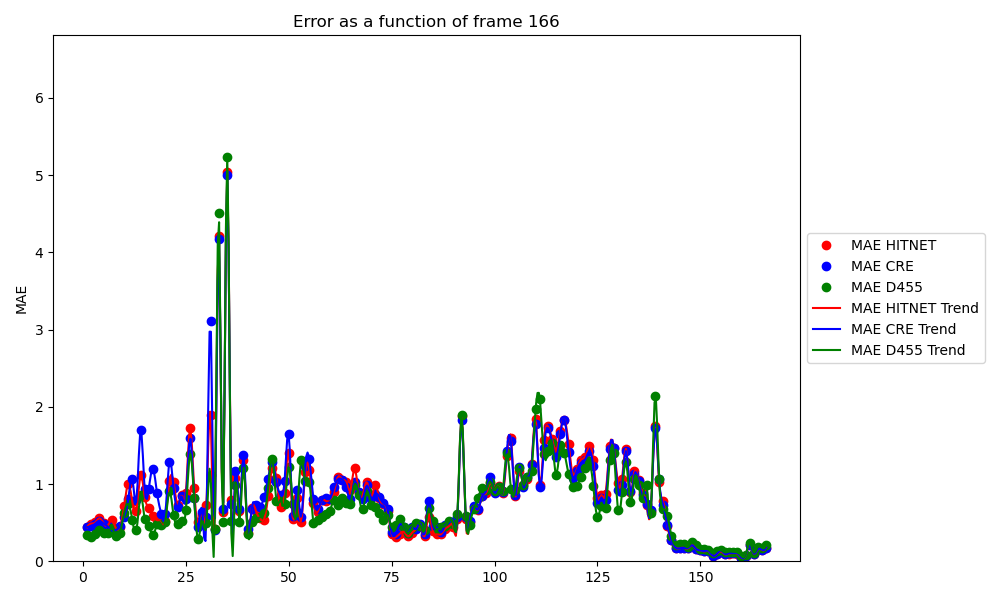 Error as a function of frame 166
MAE
6
5
4
3
2
1
0
0 25 50 75 100 125 150
MAE HITNET
MAE CRE
MAE D455
MAE HITNET Trend
MAE CRE Trend
MAE D455 Trend